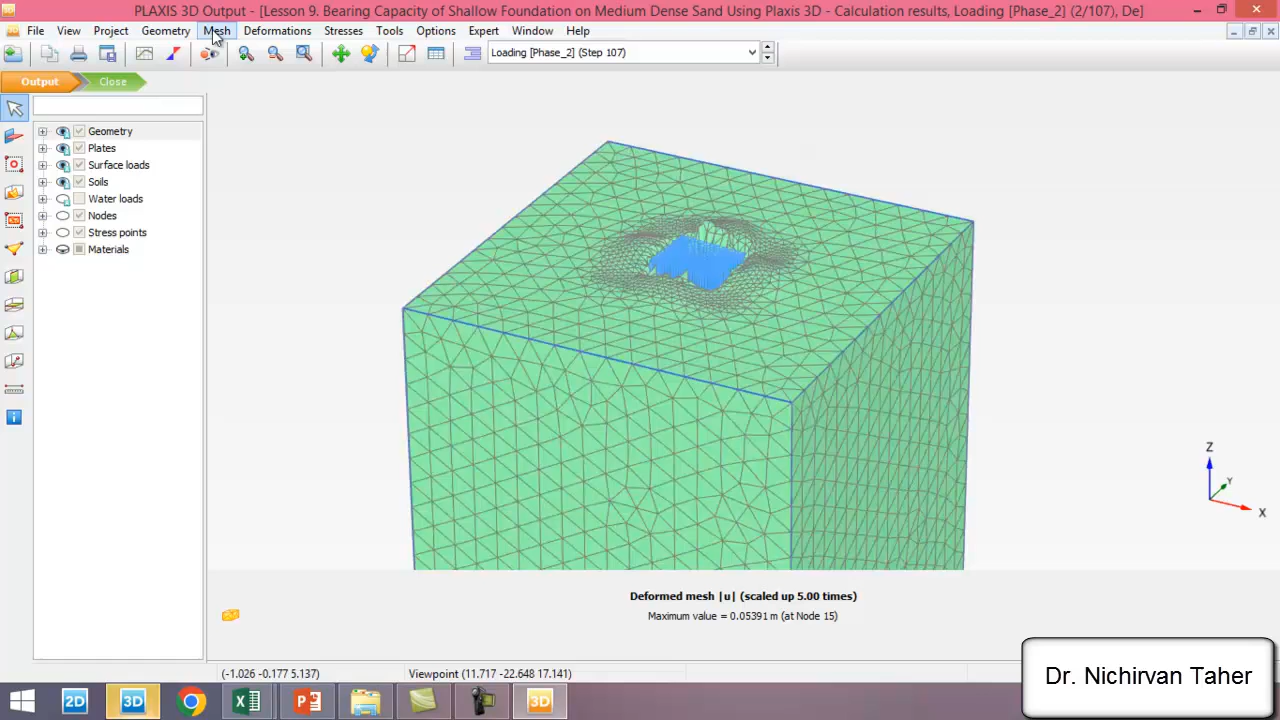 PLAXIS 3D Output - [Lesson 9. Bearing Capacity of Shallow Foundation on Medium Dense Sand Using Plaxis 3D - Calculation results, Loading [Phase_2] (2/107), De]
File View Project Geometry Mesh Deformations Stresses Tools Options Expert Window Help
Loading [Phase_2] (Step 107)
Output Close
Geometry
Plates
Surface loads
Soils
Water loads
Nodes
Stress points
Materials
Z
Y
X
Deformed mesh |u| (scaled up 5.00 times)
Maximum value = 0.05391 m (at Node 15)
(-1.026 -0.177 5.137) Viewpoint (11.717 -22.648 17.141)
Dr. Nichirvan Taher
2D 3D 3D